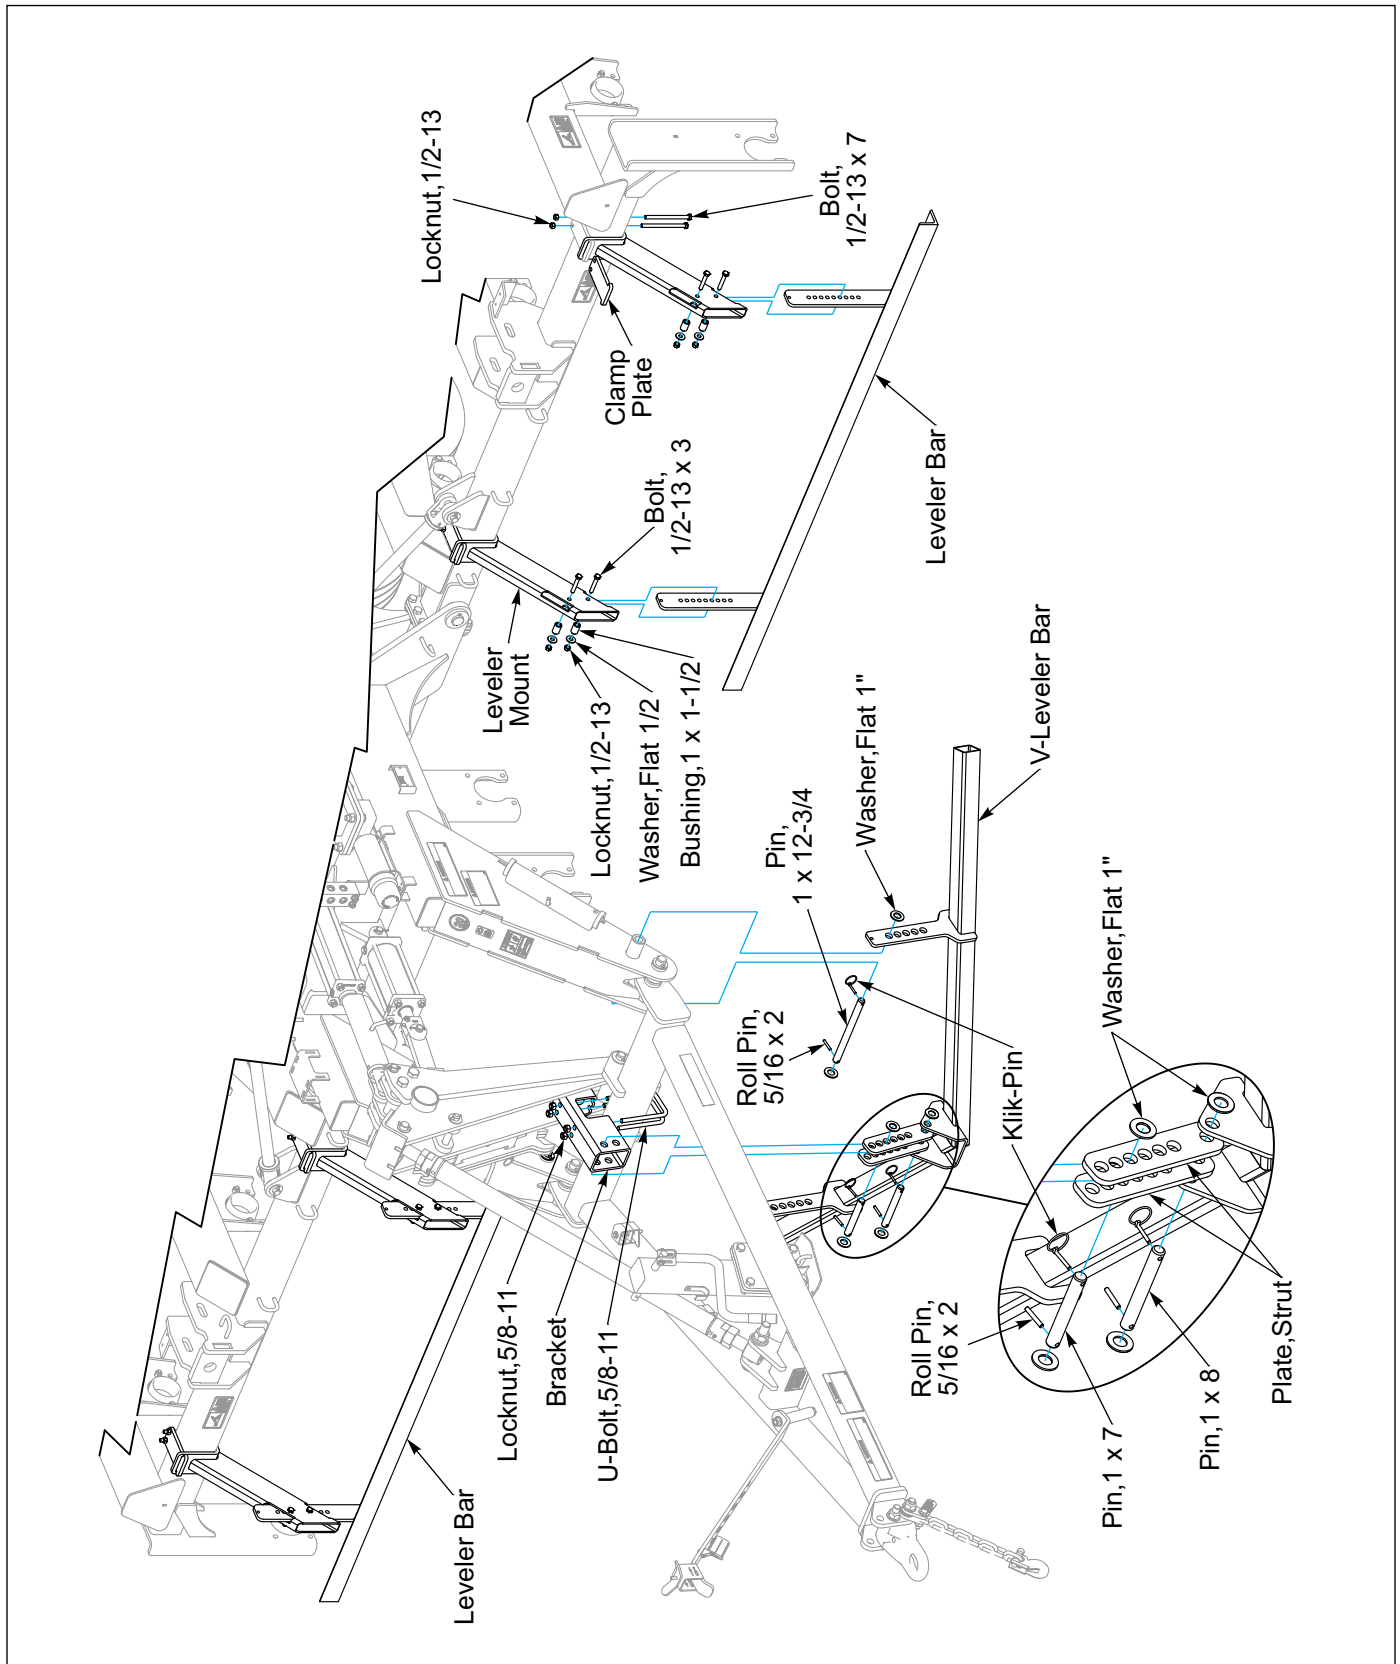 Locknut,1/2-13
Bolt,
1/2-13 x 7
Clamp
Plate
Bolt,
1/2-13 x 3
Leveler Bar
Leveler
Mount
Locknut,1/2-13
Washer,Flat 1/2
Bushing,1 x 1-1/2
V-Leveler Bar
Washer,Flat 1"
Pin,
1 x 12-3/4
Roll Pin,
5/16 x 2
Klik-Pin
Washer,Flat 1"
Locknut,5/8-11
Bracket
U-Bolt,5/8-11
Leveler Bar
Roll Pin,
5/16 x 2
Pin,1 x 7
Pin,1 x 8
Plate,Strut